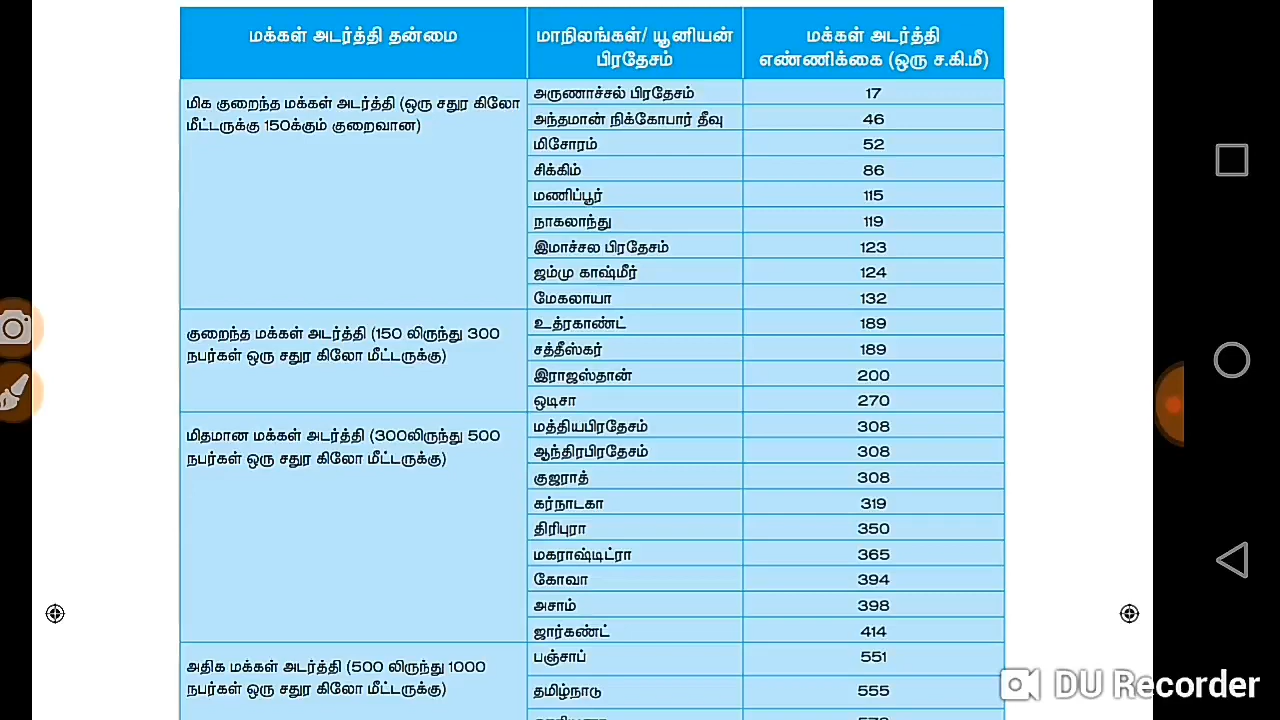 மக்கள் அடர்த்தி தன்மை
மாநிலங்கள்/ யூனியன்
பிரதேசம்
மக்கள் அடர்த்தி
எண்ணிக்கை (ஒரு ச.கி.மீ)
மிக குறைந்த மக்கள் அடர்த்தி (ஒரு சதுர கிலோ
மீட்டருக்கு 150க்கும் குறைவான)
அருணாச்சல் பிரதேசம் 17
அந்தமான் நிக்கோபார் தீவு 46
மிசோரம் 52
சிக்கிம் 86
மணிப்பூர் 115
நாகலாந்து 119
இமாச்சல பிரதேசம் 123
ஜம்மு காஷ்மீர் 124
மேகலாயா 132
குறைந்த மக்கள் அடர்த்தி (150 லிருந்து 300
நபர்கள் ஒரு சதுர கிலோ மீட்டருக்கு)
உத்ரகாண்ட் 189
சத்தீஸ்கர் 189
இராஜஸ்தான் 200
ஒடிசா 270
மிதமான மக்கள் அடர்த்தி (300லிருந்து 500
நபர்கள் ஒரு சதுர கிலோ மீட்டருக்கு)
மத்தியபிரதேசம் 308
ஆந்திரபிரதேசம் 308
குஜராத் 308
கர்நாடகா 319
திரிபுரா 350
மகராஷ்டிட்ரா 365
கோவா 394
அசாம் 398
ஜார்கண்ட் 414
அதிக மக்கள் அடர்த்தி (500 லிருந்து 1000
நபர்கள் ஒரு சதுர கிலோ மீட்டருக்கு)
பஞ்சாப் 551
தமிழ்நாடு 555
DU Recorder